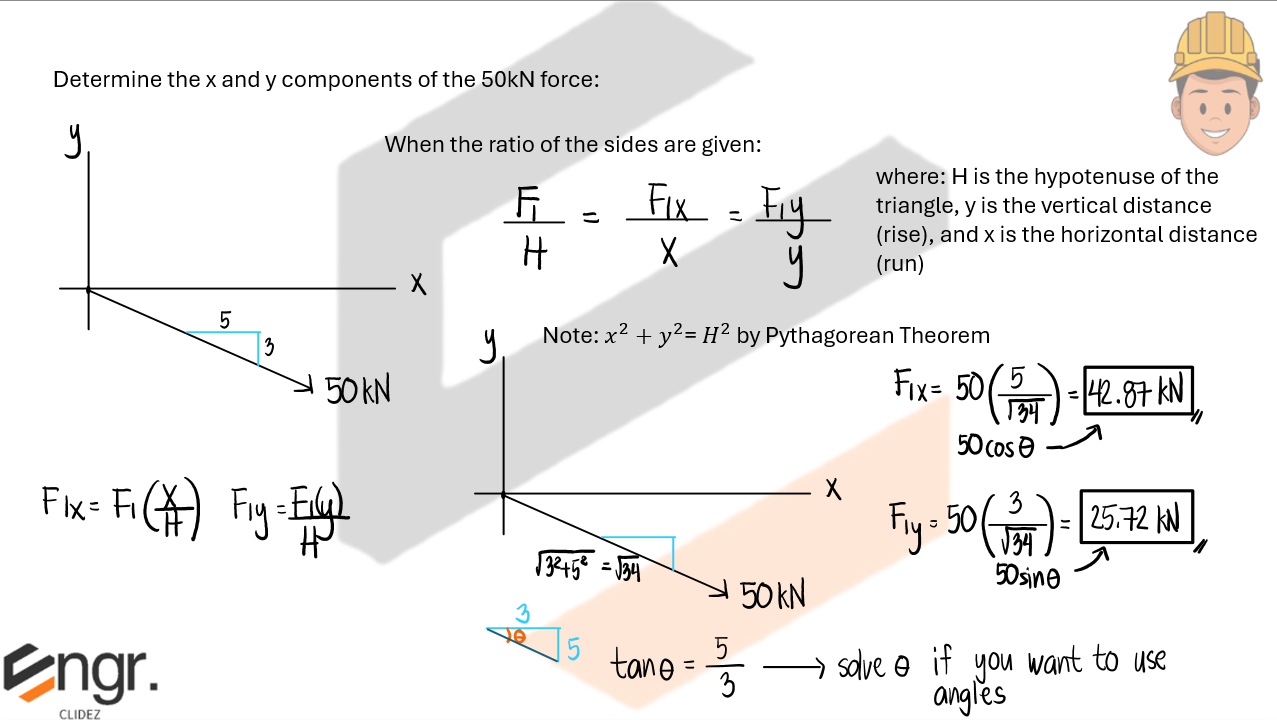 Determine the x and y components of the 50kN force:
y
When the ratio of the sides are given:
where: H is the hypotenuse of the
triangle, y is the vertical distance
(rise), and x is the horizontal distance
(run)
F₁/H = F₁x/x = F₁y/y
x
5
3
50 kN
y
Note: x² + y²= H² by Pythagorean Theorem
F₁x = 50(5/√34) = 42.87 kN
50 cos θ
F₁x = F₁(x/H) F₁y = F₁(y)/H
x
√3²+5² = √34
50 kN
F₁y = 50(3/√34) = 25.72 kN
50 sin θ
3
θ
5
tan θ = 5/3 → solve θ if you want to use
angles
Engr.
CLIDEZ